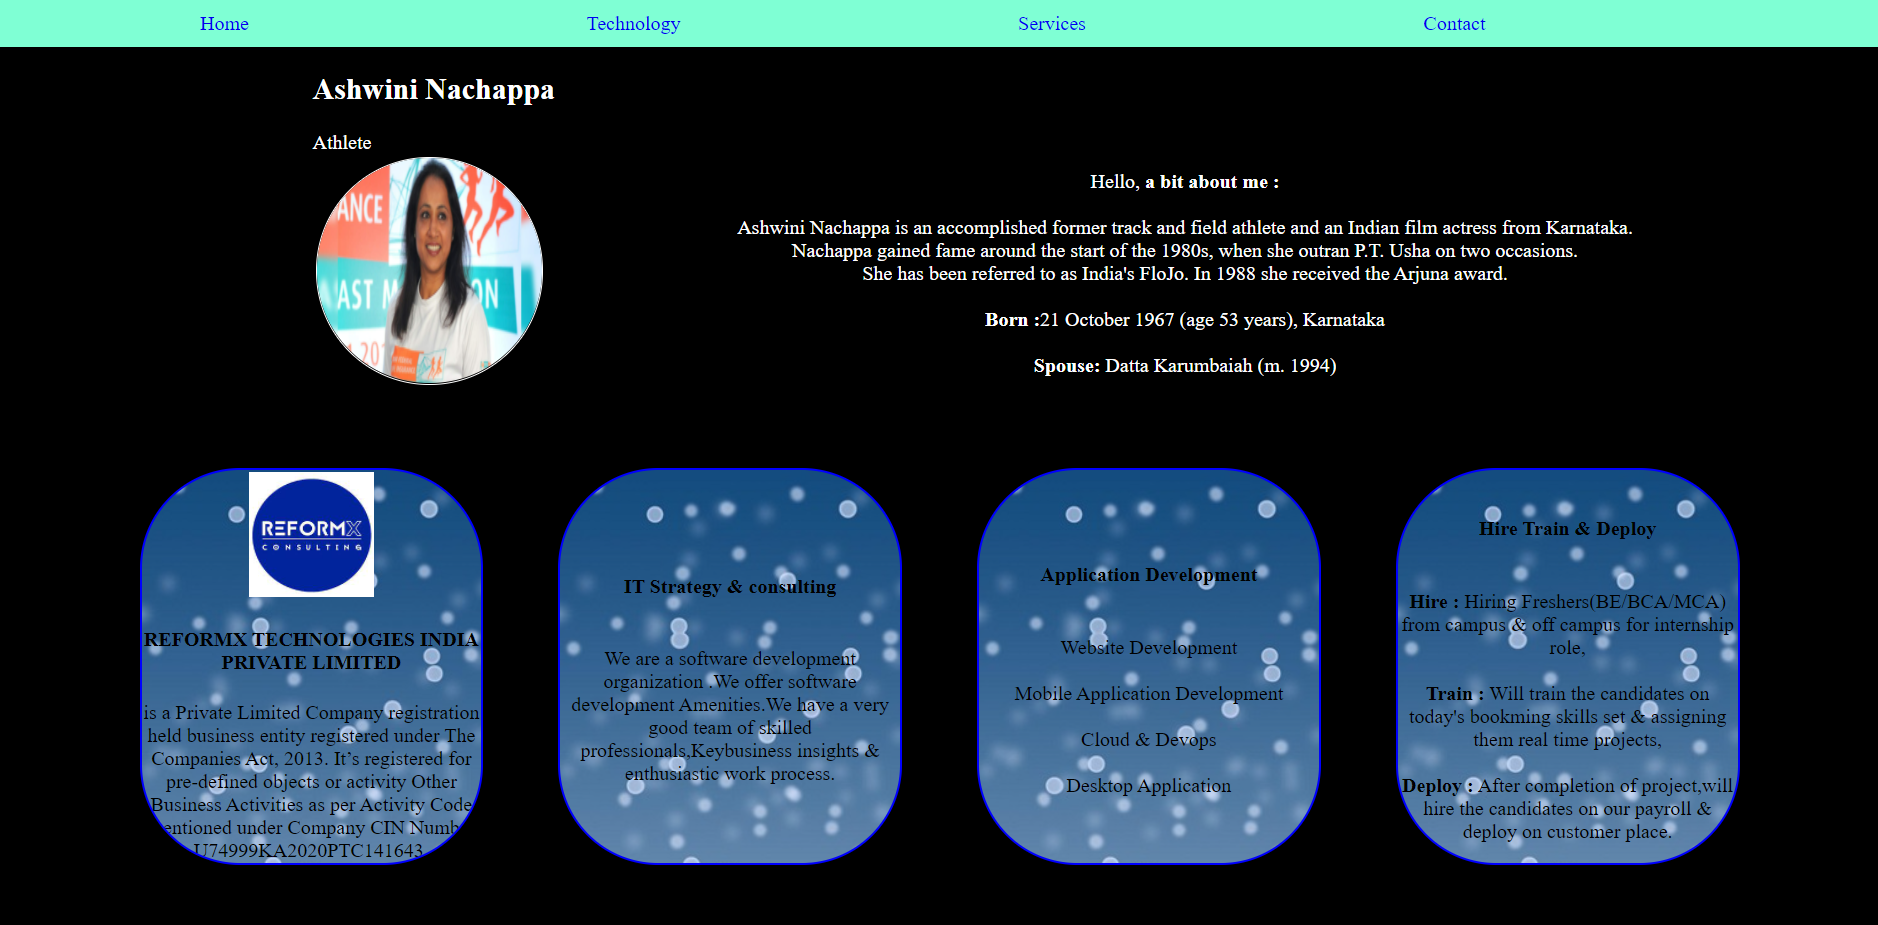 Home Technology Services Contact
Ashwini Nachappa
Athlete
ANCE
AST M ON
Hello, a bit about me :
Ashwini Nachappa is an accomplished former track and field athlete and an Indian film actress from Karnataka.
Nachappa gained fame around the start of the 1980s, when she outran P.T. Usha on two occasions.
She has been referred to as India's FloJo. In 1988 she received the Arjuna award.
Born :21 October 1967 (age 53 years), Karnataka
Spouse: Datta Karumbaiah (m. 1994)
REFORMX
CONSULTING
REFORMX TECHNOLOGIES INDIA
PRIVATE LIMITED
is a Private Limited Company registration
held business entity registered under The
Companies Act, 2013. It’s registered for
pre-defined objects or activity Other
Business Activities as per Activity Code
entioned under Company CIN Numb
U74999KA2020PTC141643
IT Strategy & consulting
We are a software development
organization .We offer software
development Amenities.We have a very
good team of skilled
professionals,Keybusiness insights &
enthusiastic work process.
Application Development
Website Development
Mobile Application Development
Cloud & Devops
Desktop Application
Hire Train & Deploy
Hire : Hiring Freshers(BE/BCA/MCA)
from campus & off campus for internship
role,
Train : Will train the candidates on
today's bookming skills set & assigning
them real time projects,
Deploy : After completion of project,will
hire the candidates on our payroll &
deploy on customer place.